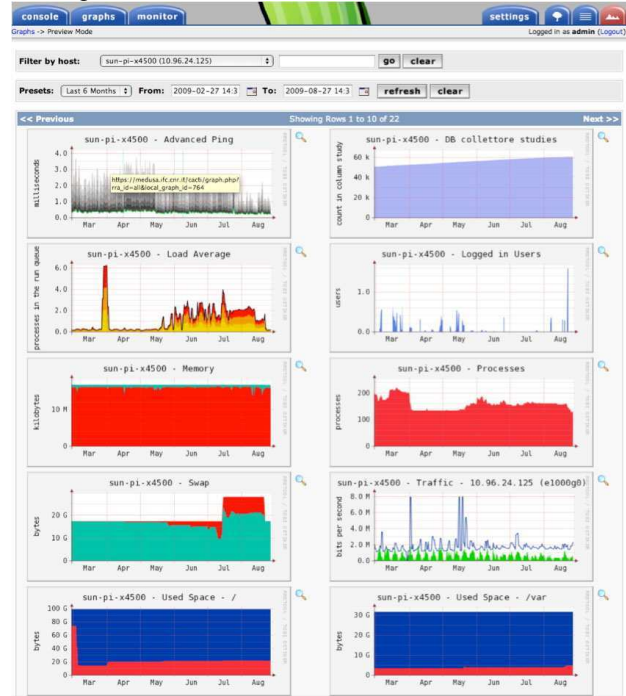 console graphs monitor settings
Graphs -> Preview Mode Logged in as admin (Logout)
Filter by host: sun-pi-x4500 (10.96.24.125) go clear
Presets: Last 6 Months From: 2009-02-27 14:3 To: 2009-08-27 14:3 refresh clear
<< Previous Showing Rows 1 to 10 of 22 Next >>
sun-pi-x4500 - Advanced Ping
milliseconds
4.0
3.0
2.0
1.0
0.0
https://medusa.ifc.cnr.it/cacti/graph.php?
rra_id=all&local_graph_id=764
Mar Apr May Jun Jul Aug
sun-pi-x4500 - DB collettore studies
count in column study
60 k
40 k
20 k
0
Mar Apr May Jun Jul Aug
sun-pi-x4500 - Load Average
processes in the run queue
6.0
4.0
2.0
0.0
Mar Apr May Jun Jul Aug
sun-pi-x4500 - Logged in Users
users
1.0
0.0
Mar Apr May Jun Jul Aug
sun-pi-x4500 - Memory
kilobytes
10 M
0
Mar Apr May Jun Jul Aug
sun-pi-x4500 - Processes
processes
200
100
0
Mar Apr May Jun Jul Aug
sun-pi-x4500 - Swap
bytes
20 G
10 G
0
Mar Apr May Jun Jul Aug
sun-pi-x4500 - Traffic - 10.96.24.125 (e1000g0)
bits per second
8.0 M
6.0 M
4.0 M
2.0 M
0.0
Mar Apr May Jun Jul Aug
sun-pi-x4500 - Used Space - /
bytes
100 G
80 G
60 G
40 G
20 G
0
Mar Apr May Jun Jul Aug
sun-pi-x4500 - Used Space - /var
bytes
30 G
20 G
10 G
0
Mar Apr May Jun Jul Aug